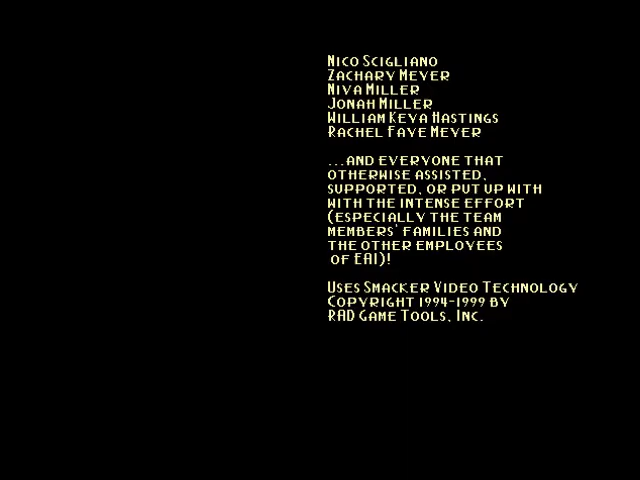 Nico Scigliano
Zachary Meyer
Niva Miller
Jonah Miller
William Keya Hastings
Rachel Faye Meyer
...and everyone that
otherwise assisted,
supported, or put up with
with the intense effort
(especially the team
members' families and
the other employees
of EAI)!
Uses Smacker Video Technology
Copyright 1994-1999 by
RAD Game Tools, Inc.